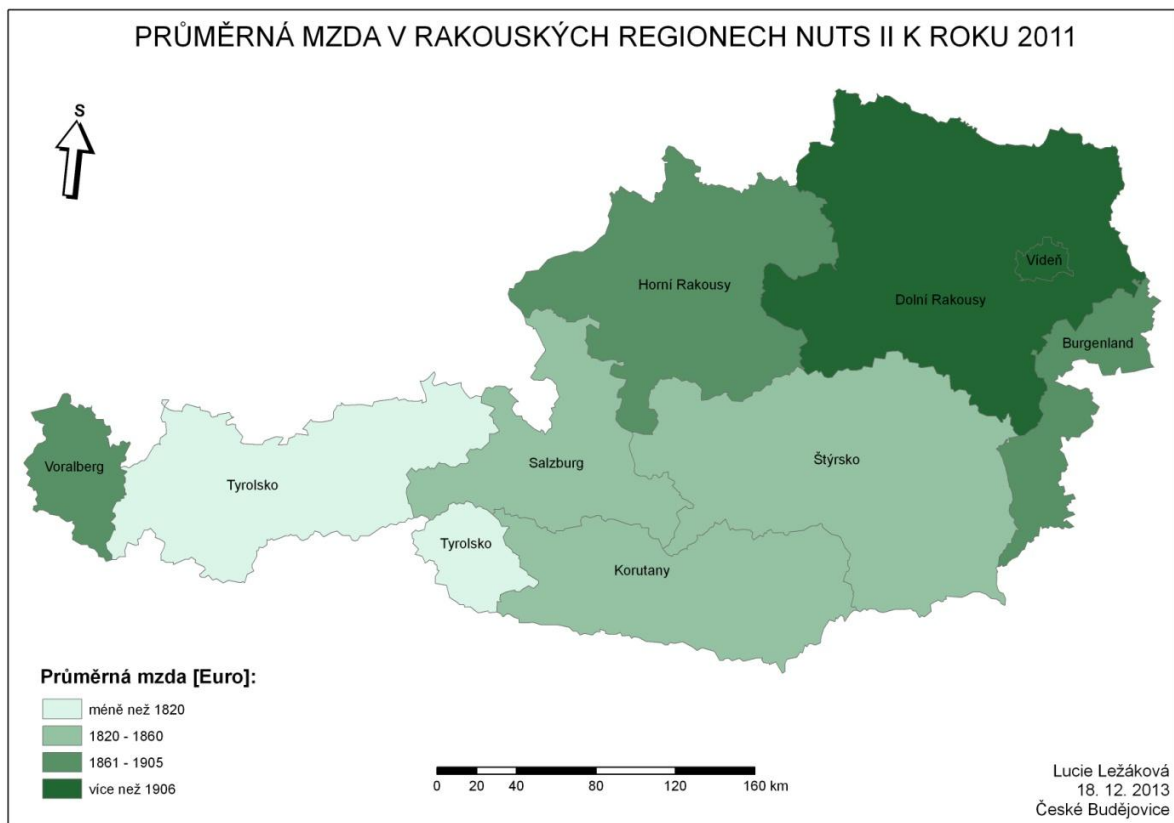 PRŮMĚRNÁ MZDA V RAKOUSKÝCH REGIONECH NUTS II K ROKU 2011
S
Vídeň
Horní Rakousy
Dolní Rakousy
Burgenland
Voralberg
Tyrolsko
Salzburg
Štýrsko
Tyrolsko
Korutany
Průměrná mzda [Euro]:
méně než 1820
1820 - 1860
1861 - 1905
více než 1906
0 20 40 80 120 160 km
Lucie Ležáková
18. 12. 2013
České Budějovice